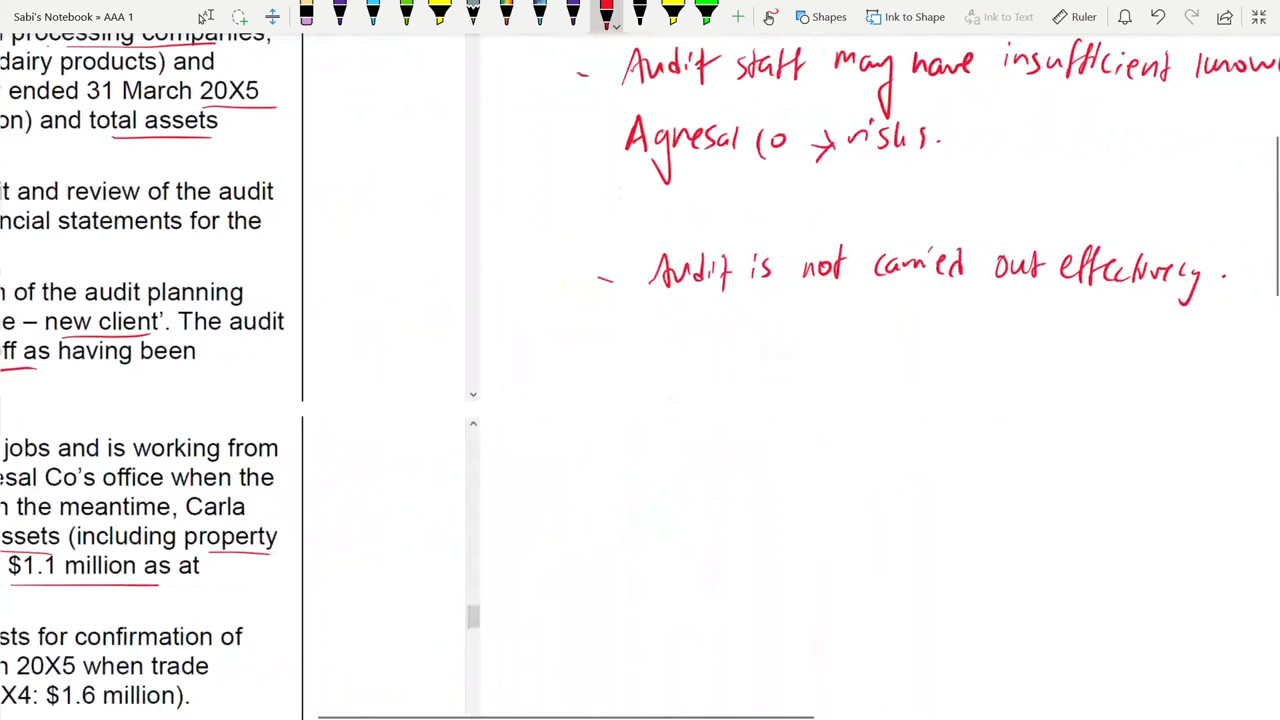 Sabi's Notebook » AAA 1
Shapes
Ink to Shape
Ink to Text
Ruler
processing companies,
dairy products) and
ended 31 March 20X5
on) and total assets
it and review of the audit
ncial statements for the
n of the audit planning
e – new client’. The audit
off as having been
jobs and is working from
esal Co’s office when the
n the meantime, Carla
ssets (including property
$1.1 million as at
sts for confirmation of
n 20X5 when trade
X4: $1.6 million).
- Audit staff may have insufficient know
Agresal Co → risks.
- Audit is not carried out effectively.